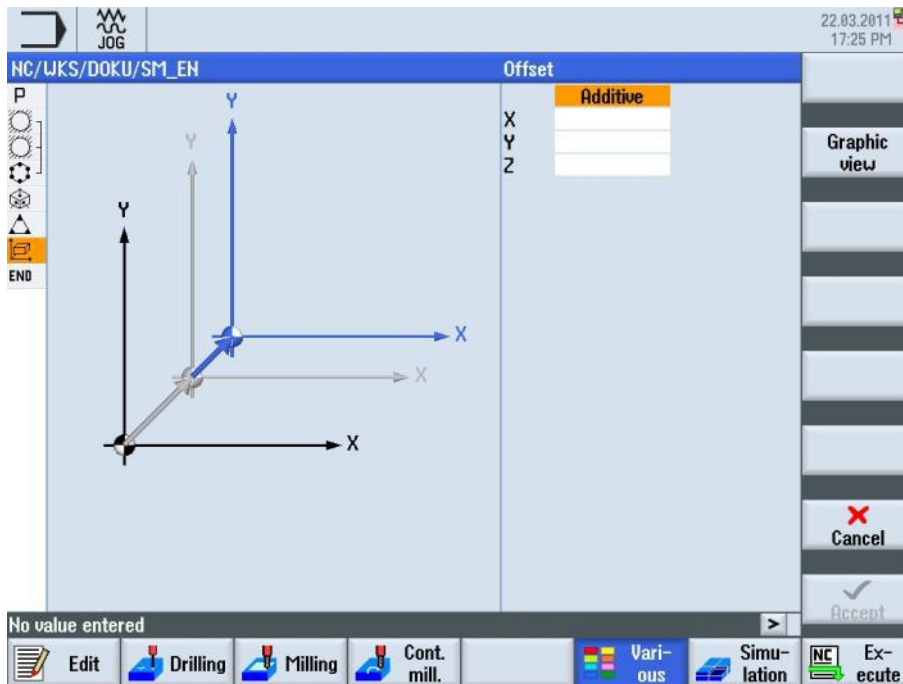 JOG
22.03.2011
17:25 PM
NC/WKS/DOKU/SM_EN
Offset
P
END
Y
Y
Y
X
X
X
Additive
X
Y
Z
Graphic
view
Cancel
Accept
No value entered
>
Edit
Drilling
Milling
Cont.
mill.
Vari-
ous
Simu-
lation
NC
Ex-
ecute